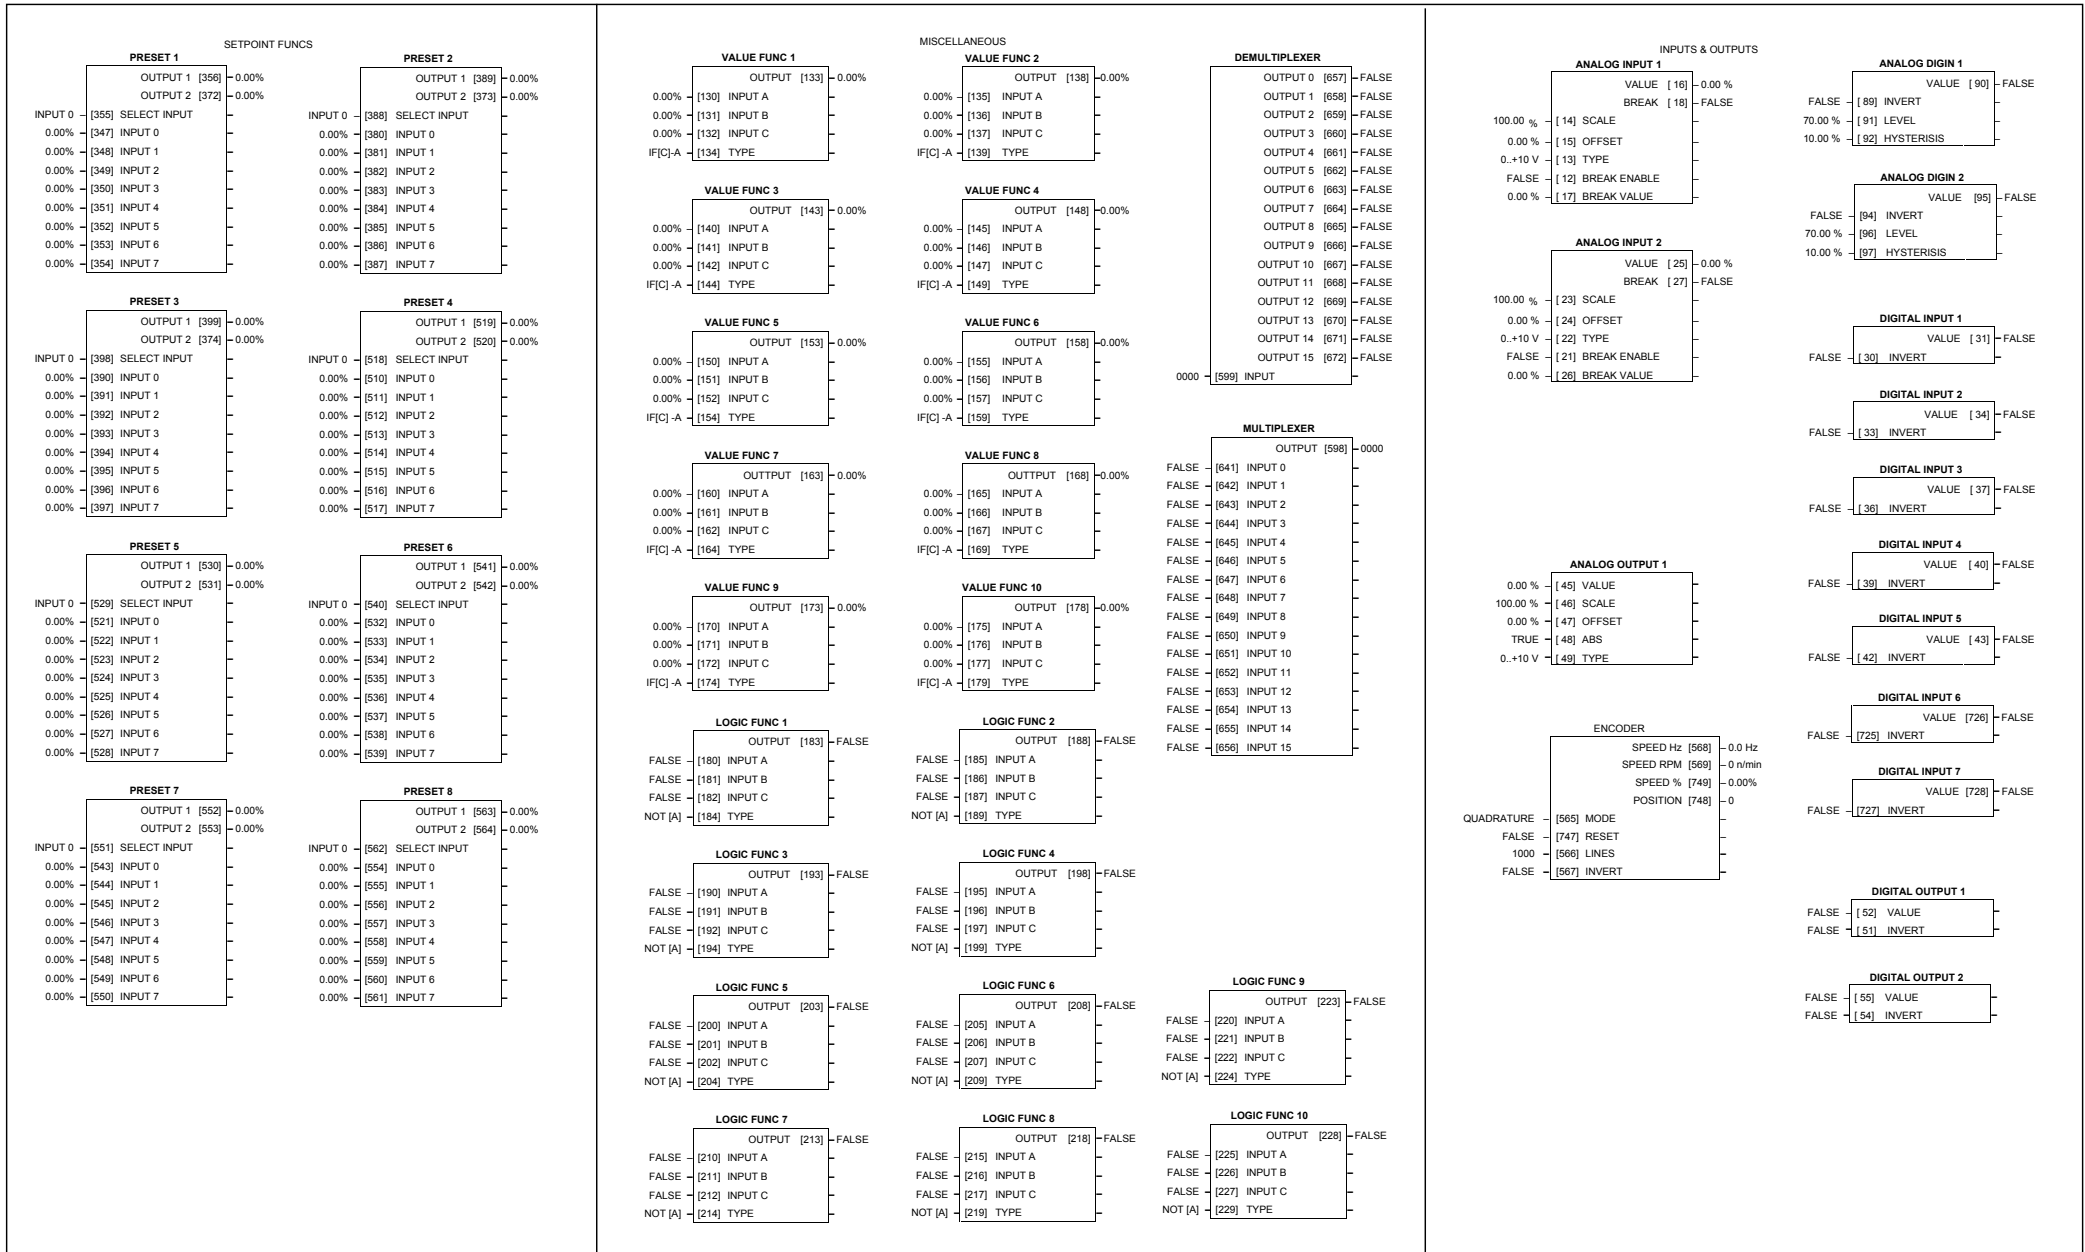 SETPOINT FUNCS
PRESET 1
OUTPUT 1 [356] 0.00%
OUTPUT 2 [372] 0.00%
INPUT 0 [355] SELECT INPUT
0.00% [347] INPUT 0
0.00% [348] INPUT 1
0.00% [349] INPUT 2
0.00% [350] INPUT 3
0.00% [351] INPUT 4
0.00% [352] INPUT 5
0.00% [353] INPUT 6
0.00% [354] INPUT 7
PRESET 2
OUTPUT 1 [389] 0.00%
OUTPUT 2 [373] 0.00%
INPUT 0 [388] SELECT INPUT
0.00% [380] INPUT 0
0.00% [381] INPUT 1
0.00% [382] INPUT 2
0.00% [383] INPUT 3
0.00% [384] INPUT 4
0.00% [385] INPUT 5
0.00% [386] INPUT 6
0.00% [387] INPUT 7
PRESET 3
OUTPUT 1 [399] 0.00%
OUTPUT 2 [374] 0.00%
INPUT 0 [398] SELECT INPUT
0.00% [390] INPUT 0
0.00% [391] INPUT 1
0.00% [392] INPUT 2
0.00% [393] INPUT 3
0.00% [394] INPUT 4
0.00% [395] INPUT 5
0.00% [396] INPUT 6
0.00% [397] INPUT 7
PRESET 4
OUTPUT 1 [519] 0.00%
OUTPUT 2 [520] 0.00%
INPUT 0 [518] SELECT INPUT
0.00% [510] INPUT 0
0.00% [511] INPUT 1
0.00% [512] INPUT 2
0.00% [513] INPUT 3
0.00% [514] INPUT 4
0.00% [515] INPUT 5
0.00% [516] INPUT 6
0.00% [517] INPUT 7
PRESET 5
OUTPUT 1 [530] 0.00%
OUTPUT 2 [531] 0.00%
INPUT 0 [529] SELECT INPUT
0.00% [521] INPUT 0
0.00% [522] INPUT 1
0.00% [523] INPUT 2
0.00% [524] INPUT 3
0.00% [525] INPUT 4
0.00% [526] INPUT 5
0.00% [527] INPUT 6
0.00% [528] INPUT 7
PRESET 6
OUTPUT 1 [541] 0.00%
OUTPUT 2 [542] 0.00%
INPUT 0 [540] SELECT INPUT
0.00% [532] INPUT 0
0.00% [533] INPUT 1
0.00% [534] INPUT 2
0.00% [535] INPUT 3
0.00% [536] INPUT 4
0.00% [537] INPUT 5
0.00% [538] INPUT 6
0.00% [539] INPUT 7
PRESET 7
OUTPUT 1 [552] 0.00%
OUTPUT 2 [553] 0.00%
INPUT 0 [551] SELECT INPUT
0.00% [543] INPUT 0
0.00% [544] INPUT 1
0.00% [545] INPUT 2
0.00% [546] INPUT 3
0.00% [547] INPUT 4
0.00% [548] INPUT 5
0.00% [549] INPUT 6
0.00% [550] INPUT 7
PRESET 8
OUTPUT 1 [563] 0.00%
OUTPUT 2 [564] 0.00%
INPUT 0 [562] SELECT INPUT
0.00% [554] INPUT 0
0.00% [555] INPUT 1
0.00% [556] INPUT 2
0.00% [557] INPUT 3
0.00% [558] INPUT 4
0.00% [559] INPUT 5
0.00% [560] INPUT 6
0.00% [561] INPUT 7
MISCELLANEOUS
VALUE FUNC 1
OUTPUT [133] 0.00%
0.00% [130] INPUT A
0.00% [131] INPUT B
0.00% [132] INPUT C
IF[C]-A [134] TYPE
VALUE FUNC 2
OUTPUT [138] 0.00%
0.00% [135] INPUT A
0.00% [136] INPUT B
0.00% [137] INPUT C
IF[C] -A [139] TYPE
VALUE FUNC 3
OUTPUT [143] 0.00%
0.00% [140] INPUT A
0.00% [141] INPUT B
0.00% [142] INPUT C
IF[C] -A [144] TYPE
VALUE FUNC 4
OUTPUT [148] 0.00%
0.00% [145] INPUT A
0.00% [146] INPUT B
0.00% [147] INPUT C
IF[C] -A [149] TYPE
VALUE FUNC 5
OUTPUT [153] 0.00%
0.00% [150] INPUT A
0.00% [151] INPUT B
0.00% [152] INPUT C
IF[C] -A [154] TYPE
VALUE FUNC 6
OUTPUT [158] 0.00%
0.00% [155] INPUT A
0.00% [156] INPUT B
0.00% [157] INPUT C
IF[C] -A [159] TYPE
VALUE FUNC 7
OUTTPUT [163] 0.00%
0.00% [160] INPUT A
0.00% [161] INPUT B
0.00% [162] INPUT C
IF[C] -A [164] TYPE
VALUE FUNC 8
OUTTPUT [168] 0.00%
0.00% [165] INPUT A
0.00% [166] INPUT B
0.00% [167] INPUT C
IF[C] -A [169] TYPE
VALUE FUNC 9
OUTPUT [173] 0.00%
0.00% [170] INPUT A
0.00% [171] INPUT B
0.00% [172] INPUT C
IF[C] -A [174] TYPE
VALUE FUNC 10
OUTPUT [178] 0.00%
0.00% [175] INPUT A
0.00% [176] INPUT B
0.00% [177] INPUT C
IF[C] -A [179] TYPE
LOGIC FUNC 1
OUTPUT [183] FALSE
FALSE [180] INPUT A
FALSE [181] INPUT B
FALSE [182] INPUT C
NOT [A] [184] TYPE
LOGIC FUNC 2
OUTPUT [188] FALSE
FALSE [185] INPUT A
FALSE [186] INPUT B
FALSE [187] INPUT C
NOT [A] [189] TYPE
LOGIC FUNC 3
OUTPUT [193] FALSE
FALSE [190] INPUT A
FALSE [191] INPUT B
FALSE [192] INPUT C
NOT [A] [194] TYPE
LOGIC FUNC 4
OUTPUT [198] FALSE
FALSE [195] INPUT A
FALSE [196] INPUT B
FALSE [197] INPUT C
NOT [A] [199] TYPE
LOGIC FUNC 5
OUTPUT [203] FALSE
FALSE [200] INPUT A
FALSE [201] INPUT B
FALSE [202] INPUT C
NOT [A] [204] TYPE
LOGIC FUNC 6
OUTPUT [208] FALSE
FALSE [205] INPUT A
FALSE [206] INPUT B
FALSE [207] INPUT C
NOT [A] [209] TYPE
LOGIC FUNC 7
OUTPUT [213] FALSE
FALSE [210] INPUT A
FALSE [211] INPUT B
FALSE [212] INPUT C
NOT [A] [214] TYPE
LOGIC FUNC 8
OUTPUT [218] FALSE
FALSE [215] INPUT A
FALSE [216] INPUT B
FALSE [217] INPUT C
NOT [A] [219] TYPE
DEMULTIPLEXER
OUTPUT 0 [657] FALSE
OUTPUT 1 [658] FALSE
OUTPUT 2 [659] FALSE
OUTPUT 3 [660] FALSE
OUTPUT 4 [661] FALSE
OUTPUT 5 [662] FALSE
OUTPUT 6 [663] FALSE
OUTPUT 7 [664] FALSE
OUTPUT 8 [665] FALSE
OUTPUT 9 [666] FALSE
OUTPUT 10 [667] FALSE
OUTPUT 11 [668] FALSE
OUTPUT 12 [669] FALSE
OUTPUT 13 [670] FALSE
OUTPUT 14 [671] FALSE
OUTPUT 15 [672] FALSE
0000 [599] INPUT
MULTIPLEXER
OUTPUT [598] 0000
FALSE [641] INPUT 0
FALSE [642] INPUT 1
FALSE [643] INPUT 2
FALSE [644] INPUT 3
FALSE [645] INPUT 4
FALSE [646] INPUT 5
FALSE [647] INPUT 6
FALSE [648] INPUT 7
FALSE [649] INPUT 8
FALSE [650] INPUT 9
FALSE [651] INPUT 10
FALSE [652] INPUT 11
FALSE [653] INPUT 12
FALSE [654] INPUT 13
FALSE [655] INPUT 14
FALSE [656] INPUT 15
LOGIC FUNC 9
OUTPUT [223] FALSE
FALSE [220] INPUT A
FALSE [221] INPUT B
FALSE [222] INPUT C
NOT [A] [224] TYPE
LOGIC FUNC 10
OUTPUT [228] FALSE
FALSE [225] INPUT A
FALSE [226] INPUT B
FALSE [227] INPUT C
NOT [A] [229] TYPE
INPUTS & OUTPUTS
ANALOG INPUT 1
VALUE [ 16] 0.00 %
BREAK [ 18] FALSE
100.00 % [ 14] SCALE
0.00 % [ 15] OFFSET
0..+10 V [ 13] TYPE
FALSE [ 12] BREAK ENABLE
0.00 % [ 17] BREAK VALUE
ANALOG INPUT 2
VALUE [ 25] 0.00 %
BREAK [ 27] FALSE
100.00 % [ 23] SCALE
0.00 % [ 24] OFFSET
0..+10 V [ 22] TYPE
FALSE [ 21] BREAK ENABLE
0.00 % [ 26] BREAK VALUE
ANALOG OUTPUT 1
0.00 % [ 45] VALUE
100.00 % [ 46] SCALE
0.00 % [ 47] OFFSET
TRUE [ 48] ABS
0..+10 V [ 49] TYPE
ENCODER
SPEED Hz [568] 0.0 Hz
SPEED RPM [569] 0 n/min
SPEED % [749] 0.00%
POSITION [748] 0
QUADRATURE [565] MODE
FALSE [747] RESET
1000 [566] LINES
FALSE [567] INVERT
ANALOG DIGIN 1
VALUE [ 90] FALSE
FALSE [ 89] INVERT
70.00 % [ 91] LEVEL
10.00 % [ 92] HYSTERISIS
ANALOG DIGIN 2
VALUE [95] FALSE
FALSE [94] INVERT
70.00 % [96] LEVEL
10.00 % [97] HYSTERISIS
DIGITAL INPUT 1
VALUE [ 31] FALSE
FALSE [ 30] INVERT
DIGITAL INPUT 2
VALUE [ 34] FALSE
FALSE [ 33] INVERT
DIGITAL INPUT 3
VALUE [ 37] FALSE
FALSE [ 36] INVERT
DIGITAL INPUT 4
VALUE [ 40] FALSE
FALSE [ 39] INVERT
DIGITAL INPUT 5
VALUE [ 43] FALSE
FALSE [ 42] INVERT
DIGITAL INPUT 6
VALUE [726] FALSE
FALSE [725] INVERT
DIGITAL INPUT 7
VALUE [728] FALSE
FALSE [727] INVERT
DIGITAL OUTPUT 1
FALSE [ 52] VALUE
FALSE [ 51] INVERT
DIGITAL OUTPUT 2
FALSE [ 55] VALUE
FALSE [ 54] INVERT